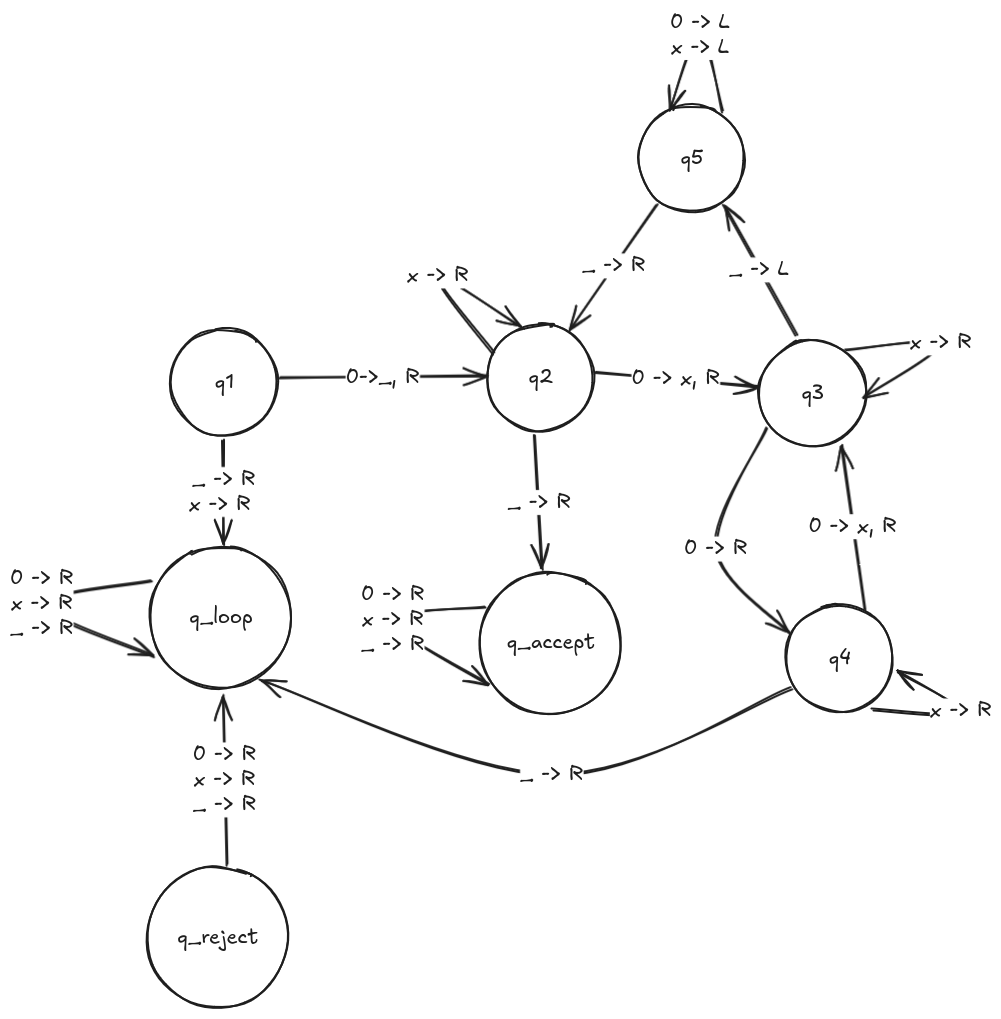 0 -> L
x -> L
q5
_ -> R
_ -> L
x -> R
x -> R
q1
0->_, R
q2
0 -> x, R
q3
_ -> R
x -> R
_ -> R
0 -> R
0 -> x, R
0 -> R
x -> R
_ -> R
q_loop
0 -> R
x -> R
_ -> R
q_accept
q4
x -> R
_ -> R
0 -> R
x -> R
_ -> R
q_reject